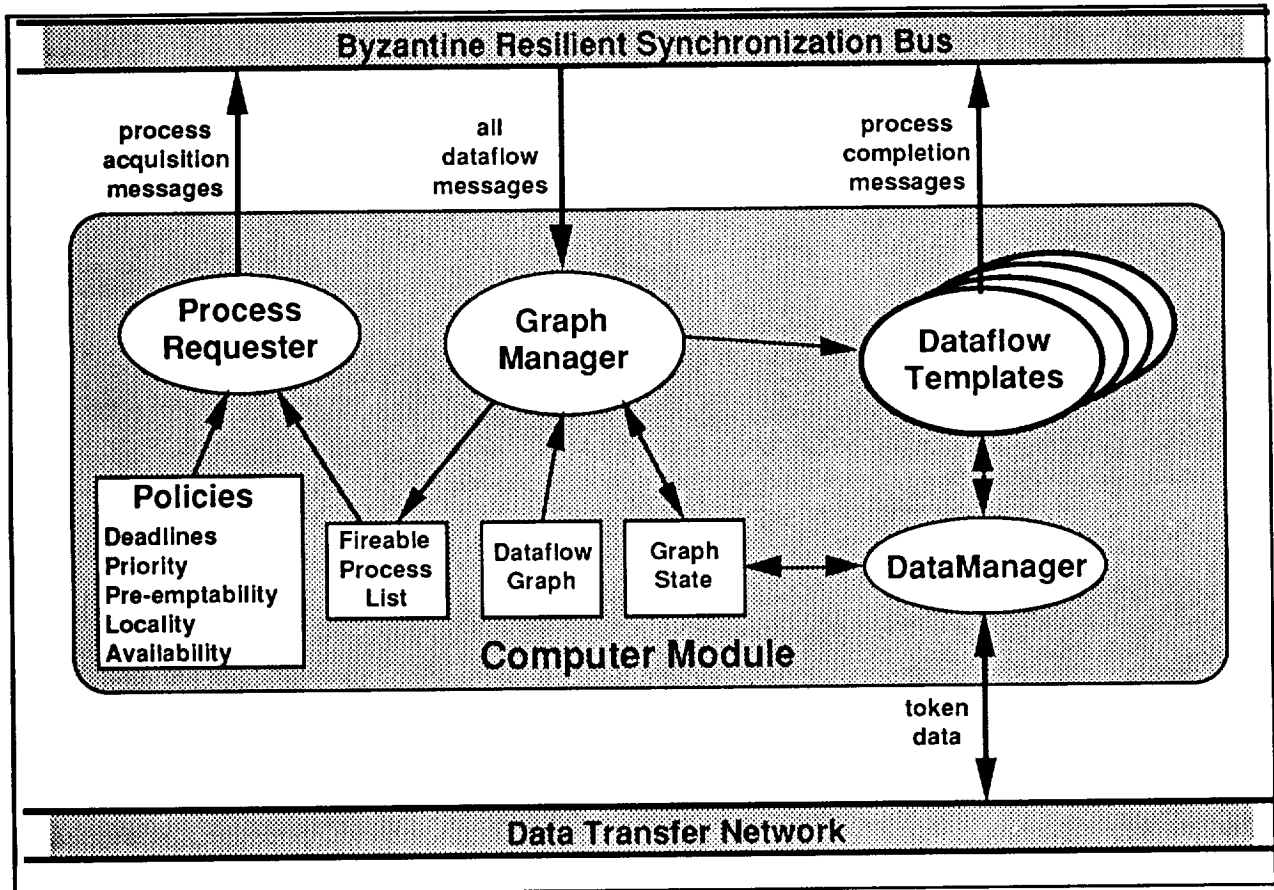 Byzantine Resilient Synchronization Bus
process
acquisition
messages
all
dataflow
messages
process
completion
messages
Process
Requester
Graph
Manager
Dataflow
Templates
Policies
Deadlines
Priority
Pre-emptability
Locality
Availability
Fireable
Process
List
Dataflow
Graph
Graph
State
DataManager
Computer Module
token
data
Data Transfer Network